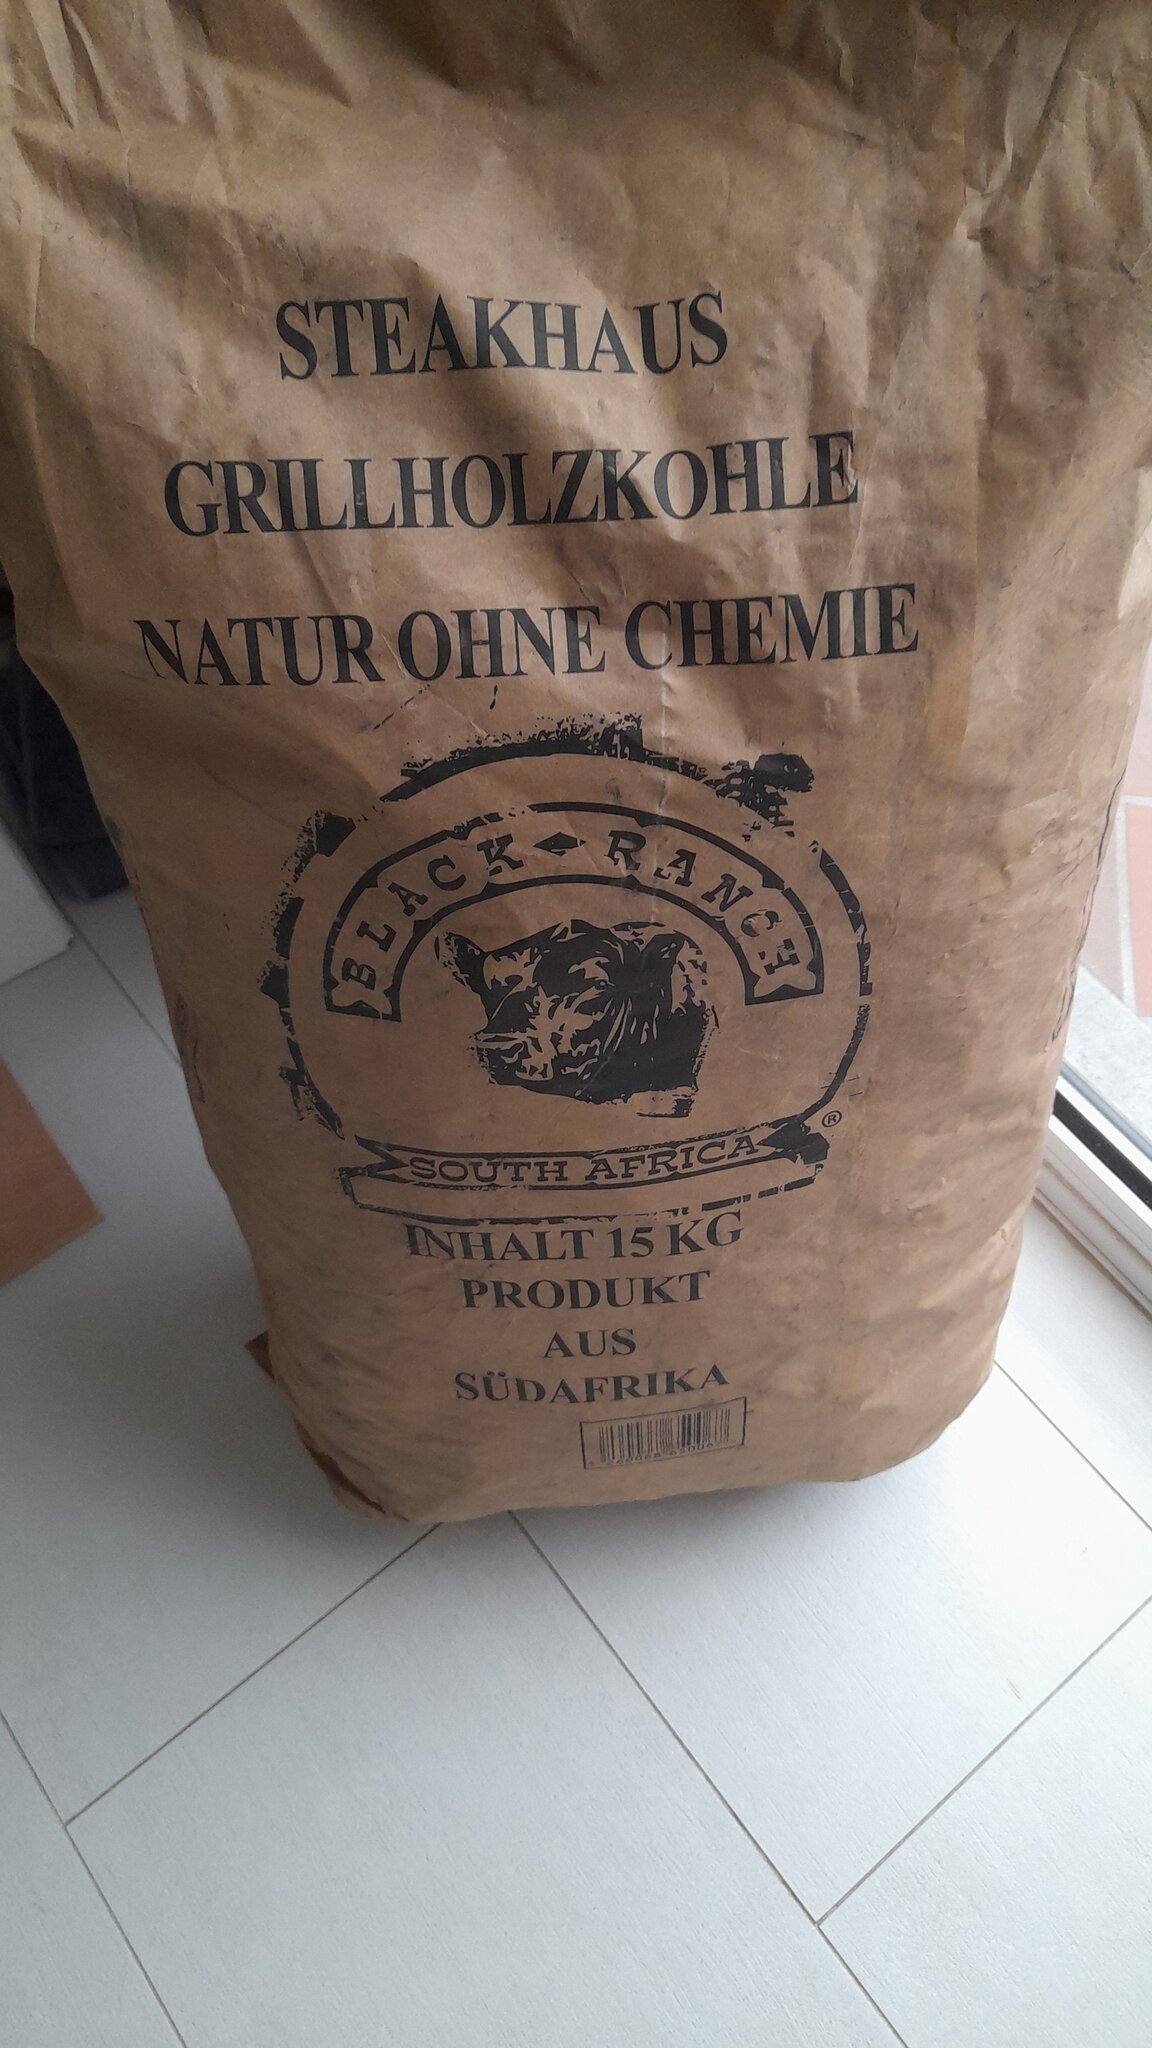 STEAKHAUS
GRILLHOLZKOHLE
NATUR OHNE CHEMIE
BLACK RANCH
SOUTH AFRICA
®
INHALT 15 KG
PRODUKT
AUS
SÜDAFRIKA